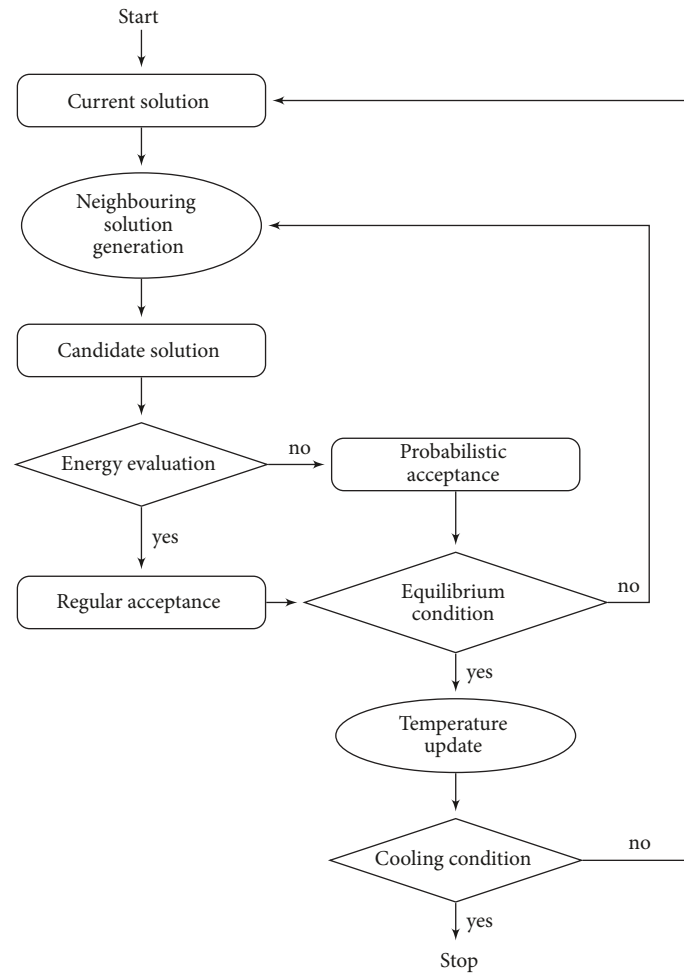 Start
Current solution
Neighbouring
solution
generation
Candidate solution
Energy evaluation
no
Probabilistic
acceptance
yes
Regular acceptance
Equilibrium
condition
no
yes
Temperature
update
Cooling condition
no
yes
Stop